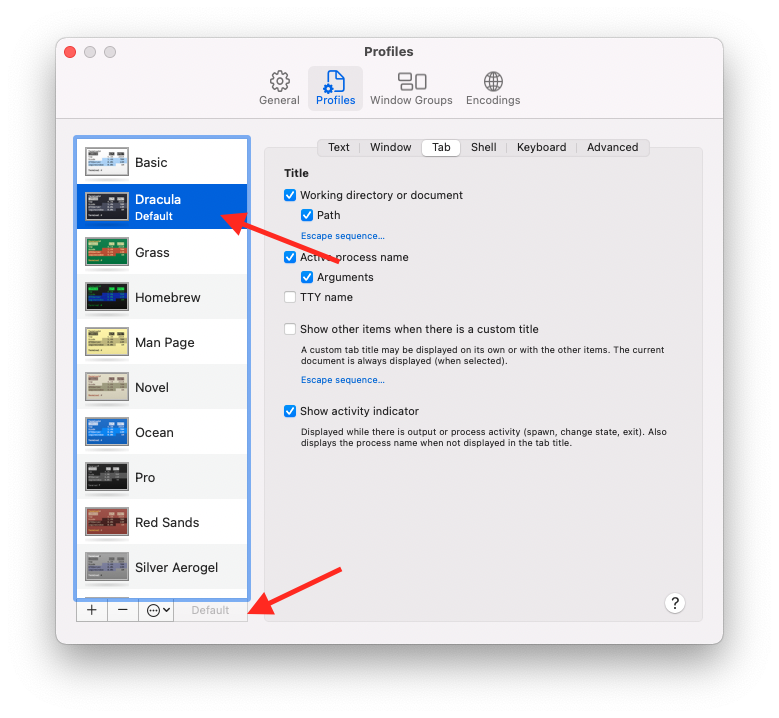 Profiles
General
Profiles
Window Groups
Encodings
Basic
Dracula
Default
Grass
Homebrew
Man Page
Novel
Ocean
Pro
Red Sands
Silver Aerogel
+
−
Default
Text
Window
Tab
Shell
Keyboard
Advanced
Title
Working directory or document
Path
Escape sequence...
Active process name
Arguments
TTY name
Show other items when there is a custom title
A custom tab title may be displayed on its own or with the other items. The current
document is always displayed (when selected).
Escape sequence...
Show activity indicator
Displayed while there is output or process activity (spawn, change state, exit). Also
displays the process name when not displayed in the tab title.
?